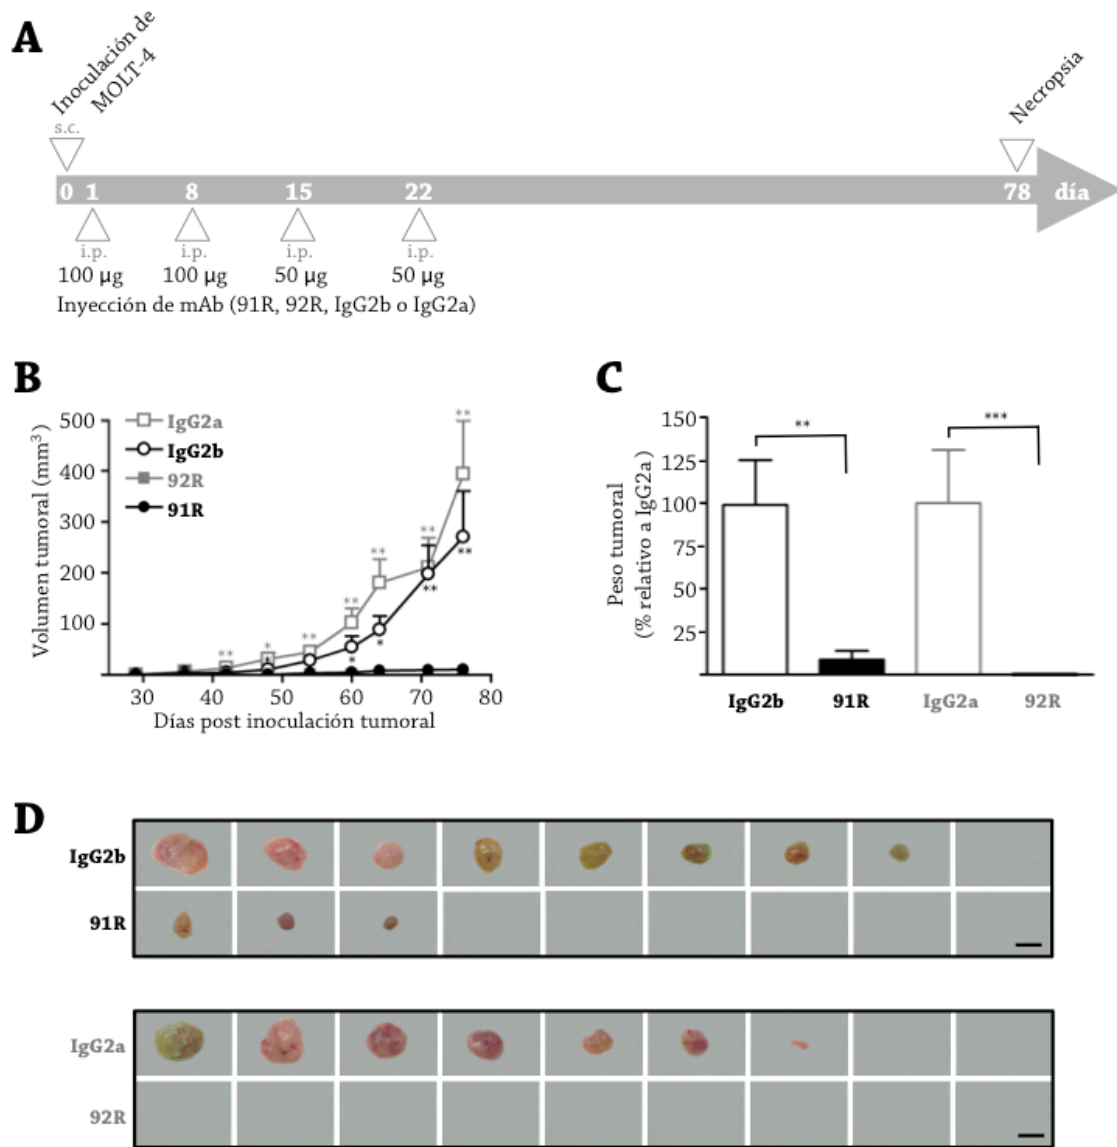 A
Inoculación de
MOLT-4
s.c.
Necropsia
0 1 8 15 22 78 día
i.p. i.p. i.p. i.p.
100 µg 100 µg 50 µg 50 µg
Inyección de mAb (91R, 92R, IgG2b o IgG2a)
B
Volumen tumoral (mm³)
500
400
300
200
100
IgG2a
IgG2b
92R
91R
** * ** ** ** ** **
* * * ** **
30 40 50 60 70 80
Días post inoculación tumoral
C
Peso tumoral
(% relativo a IgG2a)
150
125
100
75
50
25
** ***
IgG2b 91R IgG2a 92R
D
IgG2b
91R
IgG2a
92R